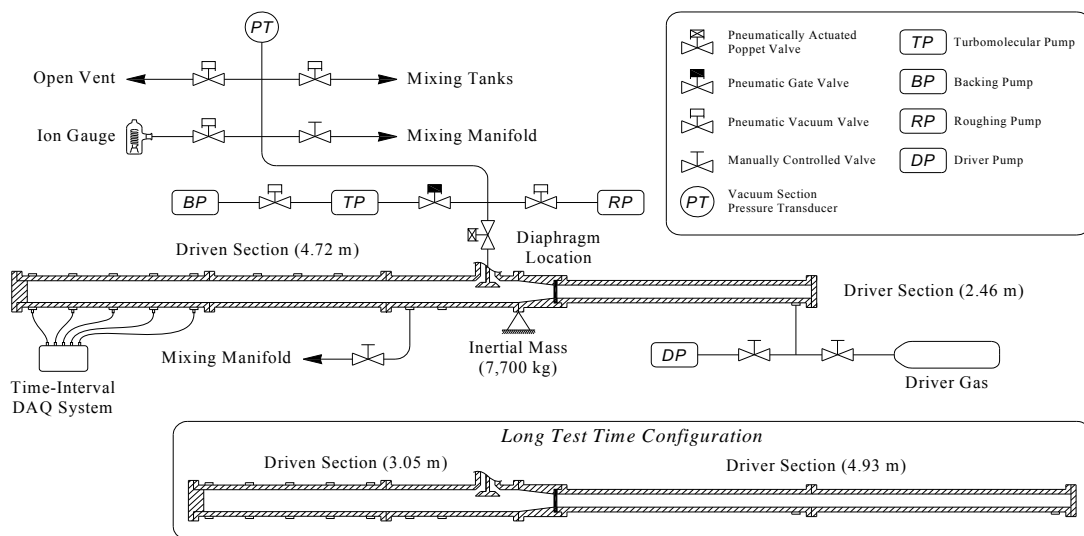 PT
Open Vent
Mixing Tanks
Ion Gauge
Mixing Manifold
BP
TP
RP
Driven Section (4.72 m)
Diaphragm
Location
Driver Section (2.46 m)
Mixing Manifold
Inertial Mass
(7,700 kg)
DP
Driver Gas
Time-Interval
DAQ System
Pneumatically Actuated
Poppet Valve
TP
Turbomolecular Pump
Pneumatic Gate Valve
BP
Backing Pump
Pneumatic Vacuum Valve
RP
Roughing Pump
Manually Controlled Valve
DP
Driver Pump
PT
Vacuum Section
Pressure Transducer
Long Test Time Configuration
Driven Section (3.05 m)
Driver Section (4.93 m)